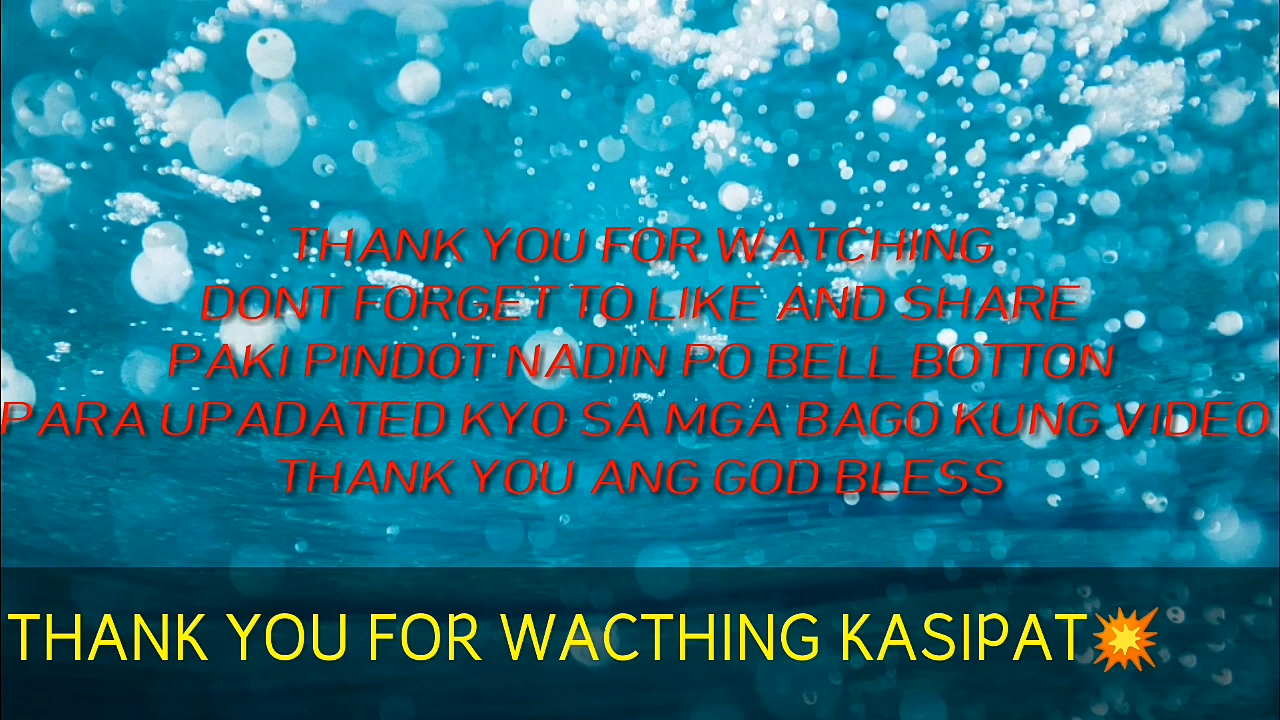 THANK YOU FOR WATCHING
DONT FORGET TO LIKE AND SHARE
PAKI PINDOT NADIN PO BELL BOTTON
PARA UPADATED KYO SA MGA BAGO KUNG VIDEO
THANK YOU ANG GOD BLESS
THANK YOU FOR WACTHING KASIPAT💥